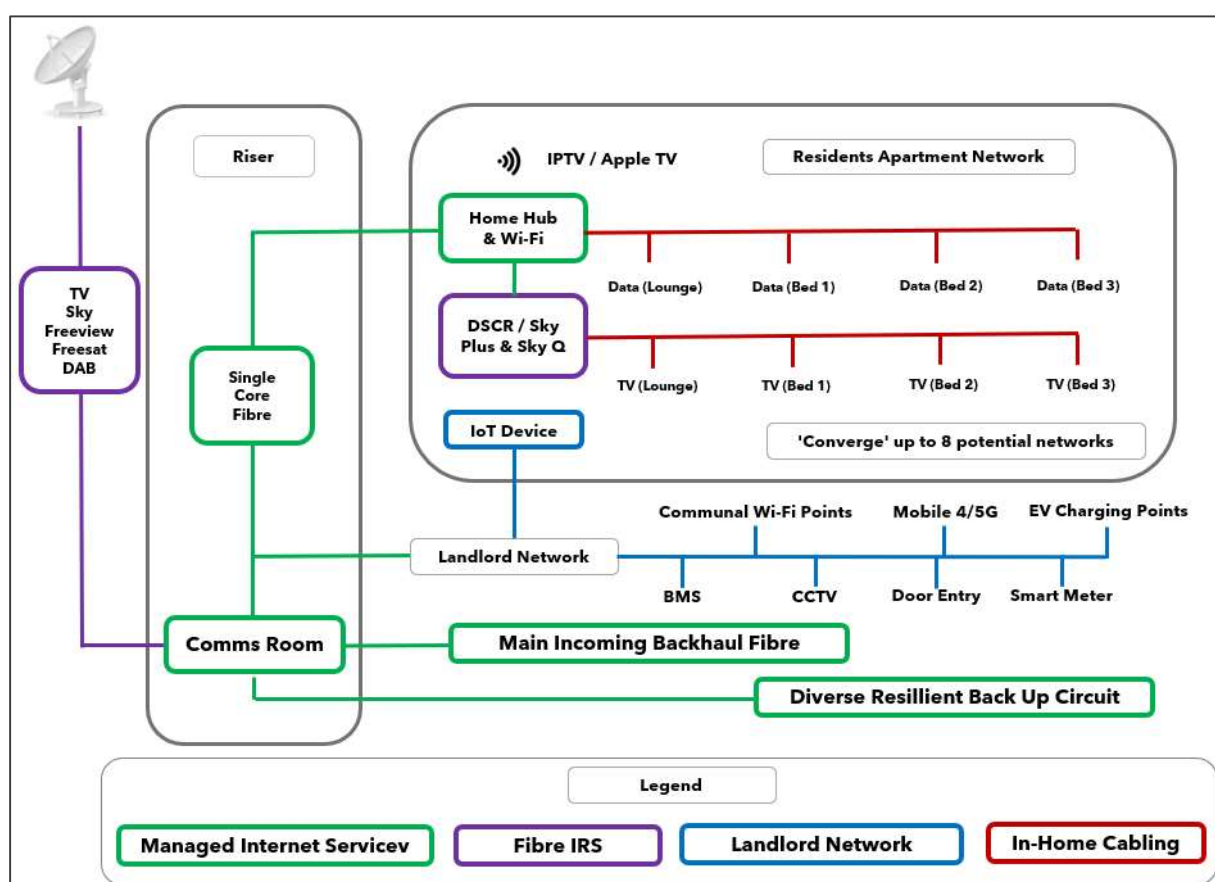 Riser
IPTV / Apple TV
Residents Apartment Network
Home Hub
& Wi-Fi
Data (Lounge)
Data (Bed 1)
Data (Bed 2)
Data (Bed 3)
TV
Sky
Freeview
Freesat
DAB
DSCR / Sky
Plus & Sky Q
TV (Lounge)
TV (Bed 1)
TV (Bed 2)
TV (Bed 3)
Single
Core
Fibre
IoT Device
'Converge' up to 8 potential networks
Communal Wi-Fi Points
Mobile 4/5G
EV Charging Points
Landlord Network
BMS
CCTV
Door Entry
Smart Meter
Comms Room
Main Incoming Backhaul Fibre
Diverse Resillient Back Up Circuit
Legend
Managed Internet Servicev
Fibre IRS
Landlord Network
In-Home Cabling